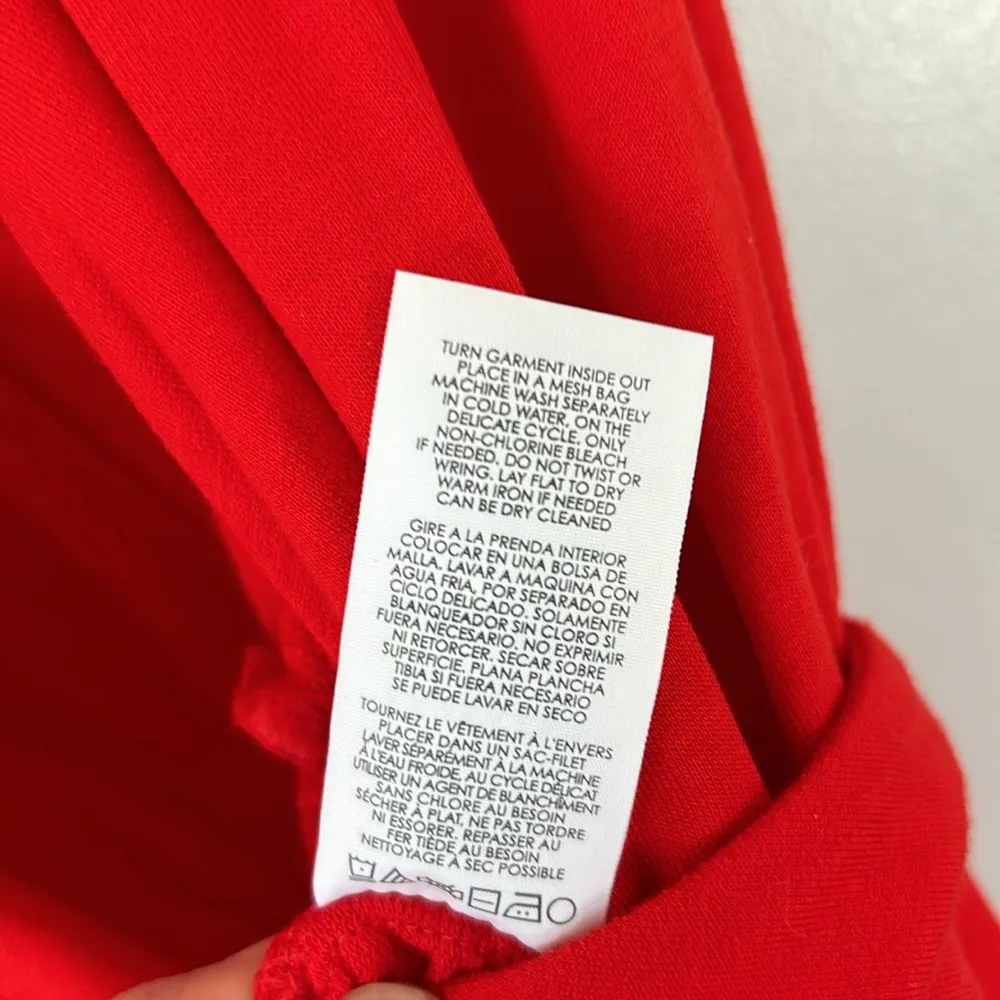 TURN GARMENT INSIDE OUT
PLACE IN A MESH BAG
MACHINE WASH SEPARATELY
IN COLD WATER, ON THE
DELICATE CYCLE. ONLY
NON-CHLORINE BLEACH
IF NEEDED. DO NOT TWIST OR
WRING. LAY FLAT TO DRY
WARM IRON IF NEEDED
CAN BE DRY CLEANED
GIRE A LA PRENDA INTERIOR
COLOCAR EN UNA BOLSA DE
MALLA. LAVAR A MAQUINA CON
AGUA FRIA, POR SEPARADO EN
CICLO DELICADO. SOLAMENTE
BLANQUEADOR SIN CLORO SI
FUERA NECESARIO. NO EXPRIMIR
NI RETORCER. SECAR SOBRE
SUPERFICIE. PLANA PLANCHA
TIBIA SI FUERA NECESARIO
SE PUEDE LAVAR EN SECO
TOURNEZ LE VÊTEMENT À L'ENVERS
PLACER DANS UN SAC-FILET
LAVER SÉPARÉMENT À LA MACHINE
À L'EAU FROIDE, AU CYCLE DÉLICAT
UTILISER UN AGENT DE BLANCHÎMENT
SANS CHLORE AU BESOIN
SÉCHER À PLAT, NE PAS TORDRE
NI ESSORER. REPASSER AU
FER TIÈDE AU BESOIN
NETTOYAGE À SEC POSSIBLE